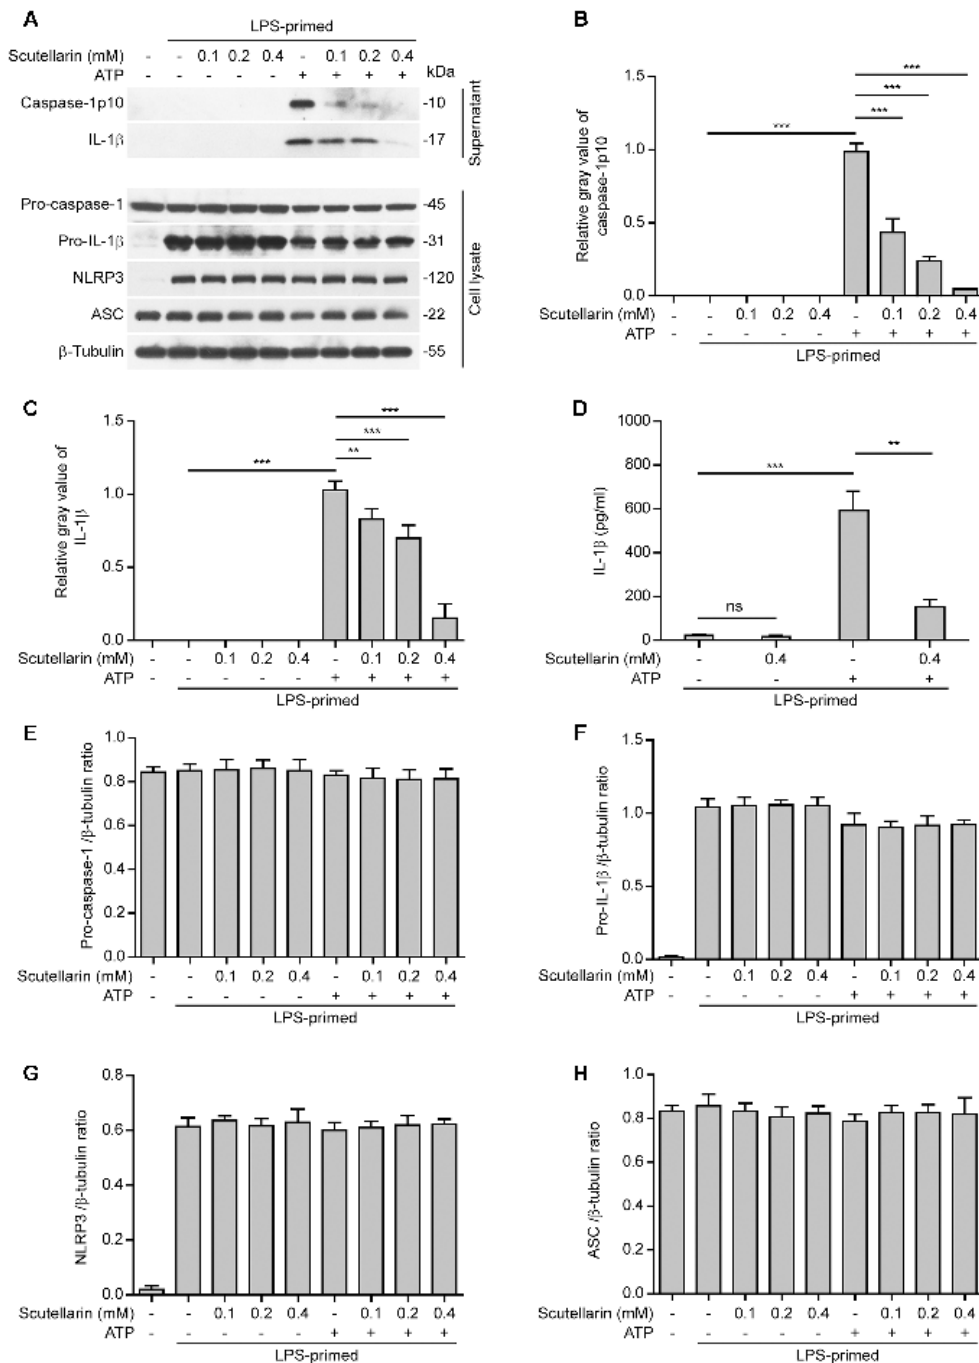 A
LPS-primed
Scutellarin (mM) - - 0.1 0.2 0.4 - 0.1 0.2 0.4
ATP - - - - - + + + + kDa
Caspase-1p10 -10
IL-1β -17
Supernatant
Pro-caspase-1 -45
Pro-IL-1β -31
NLRP3 -120
ASC -22
β-Tubulin -55
Cell lysate
B
Relative gray value of
caspase-1p10
1.5
1.0
0.5
0.0
***
***
***
***
Scutellarin (mM) - - 0.1 0.2 0.4 - 0.1 0.2 0.4
ATP - - - - - + + + +
LPS-primed
C
Relative gray value of
IL-1β
1.5
1.0
0.5
0.0
***
***
**
***
Scutellarin (mM) - - 0.1 0.2 0.4 - 0.1 0.2 0.4
ATP - - - - - + + + +
LPS-primed
D
IL-1β (pg/ml)
1000
800
600
400
200
0
**
***
ns
Scutellarin (mM) - 0.4 - 0.4
ATP - - + +
LPS-primed
E
Pro-caspase-1 /β-tubulin ratio
1.0
0.8
0.6
0.4
0.2
0.0
Scutellarin (mM) - - 0.1 0.2 0.4 - 0.1 0.2 0.4
ATP - - - - - + + + +
LPS-primed
F
Pro-IL-1β /β-tubulin ratio
1.5
1.0
0.5
0.0
Scutellarin (mM) - - 0.1 0.2 0.4 - 0.1 0.2 0.4
ATP - - - - - + + + +
LPS-primed
G
NLRP3 /β-tubulin ratio
0.8
0.6
0.4
0.2
0.0
Scutellarin (mM) - - 0.1 0.2 0.4 - 0.1 0.2 0.4
ATP - - - - - + + + +
LPS-primed
H
ASC /β-tubulin ratio
1.0
0.8
0.6
0.4
0.2
0.0
Scutellarin (mM) - - 0.1 0.2 0.4 - 0.1 0.2 0.4
ATP - - - - - + + + +
LPS-primed